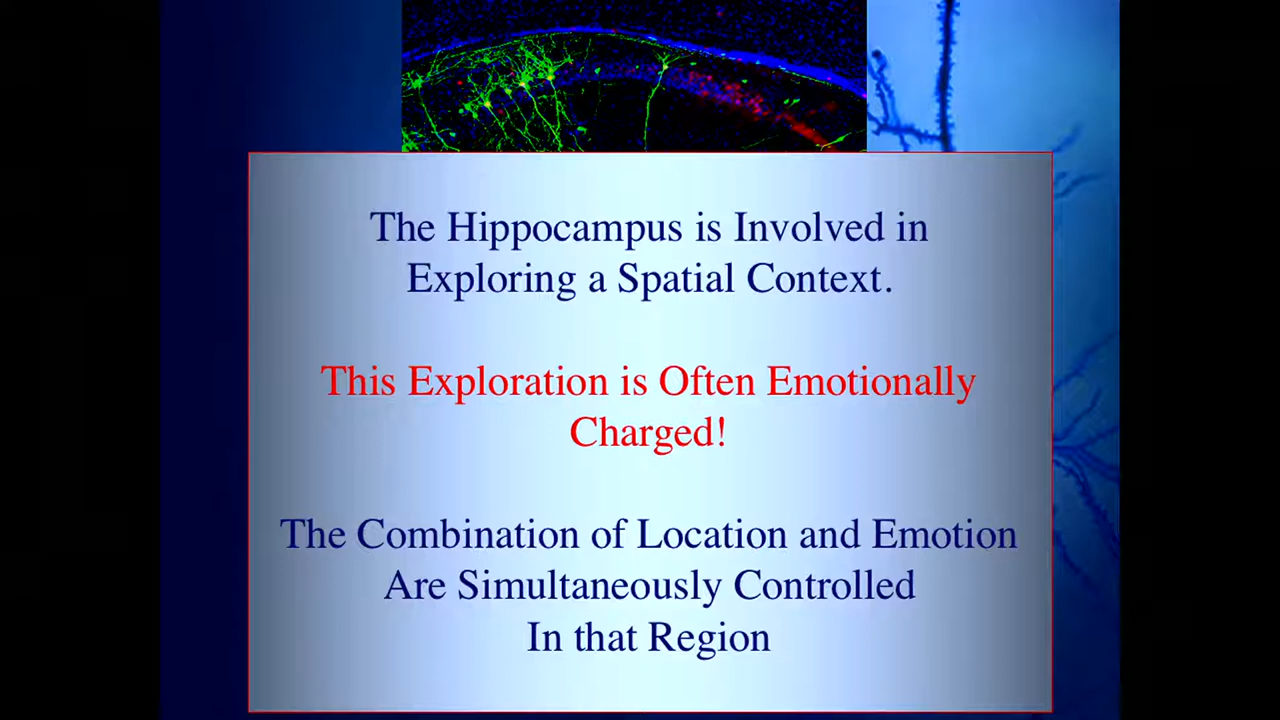 The Hippocampus is Involved in
Exploring a Spatial Context.
This Exploration is Often Emotionally
Charged!
The Combination of Location and Emotion
Are Simultaneously Controlled
In that Region